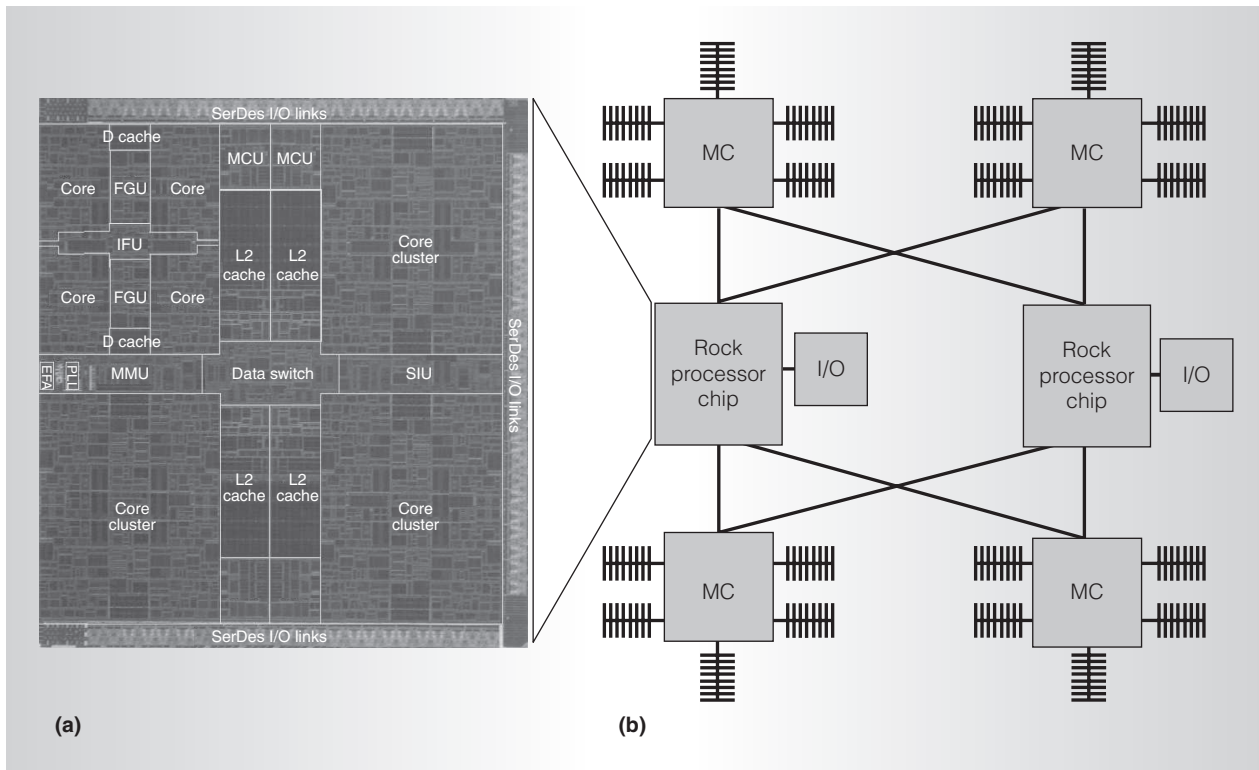 SerDes I/O links
D cache
MCU MCU
Core FGU Core
IFU
L2 cache
L2 cache
Core
cluster
Core FGU Core
D cache
EFA PLL MMU Data switch SIU
SerDes I/O links
L2 cache
L2 cache
Core
cluster
Core
cluster
SerDes I/O links
(a)
MC
MC
Rock
processor
chip
I/O
Rock
processor
chip
I/O
MC
MC
(b)